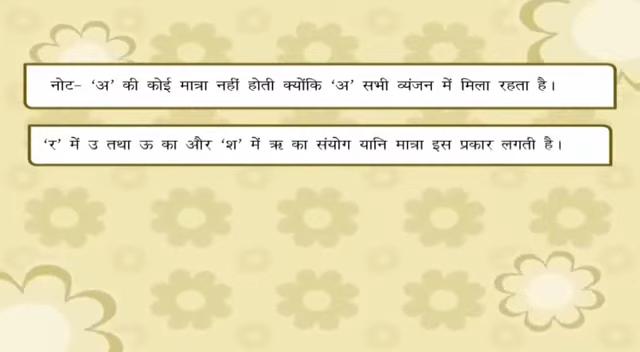 नोट– ‘अ’ की कोई मात्रा नहीं होती क्योंकि ‘अ’ सभी व्यंजन में मिला रहता है।
‘र’ में उ तथा ऊ का और ‘श’ में ऋ का संयोग यानि मात्रा इस प्रकार लगती है।